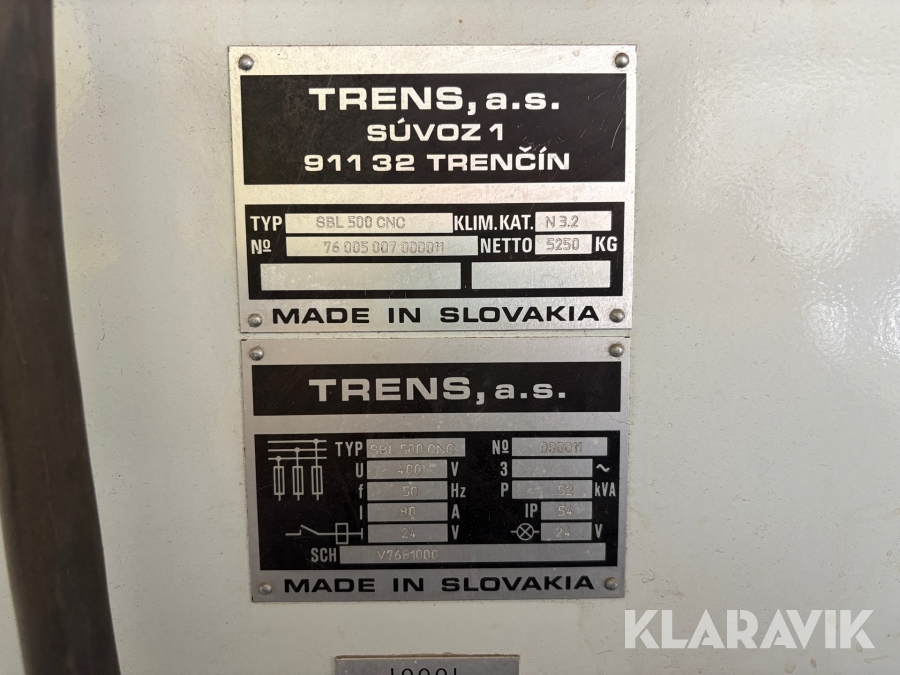 TRENS, a.s.
SÚVOZ 1
911 32 TRENČÍN
TYP SBL 500 CNC KLIM. KAT. N 3.2
Nº 76 005 007 000011 NETTO 5250 KG
MADE IN SLOVAKIA
TRENS, a.s.
TYP SBL 500 CNC Nº 000011
U 400 V 3 ~
f 50 Hz P 52 kVA
I 80 A IP 54
24 V 24 V
SCH V76B1000
MADE IN SLOVAKIA
KLARAVIK